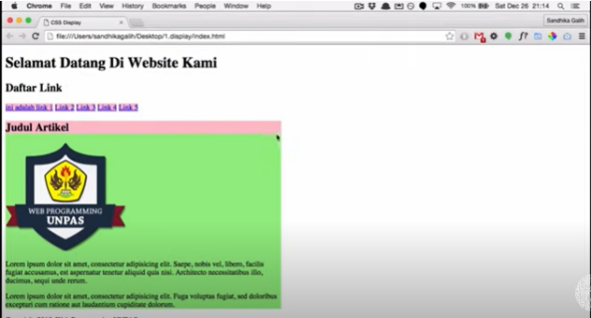 Chrome File Edit View History Bookmarks People Window Help 100% Sat Dec 26 21:14
CSS Display
Sandhika Galih
file:///Users/sandhikagalih/Desktop/1.display/index.html
Selamat Datang Di Website Kami
Daftar Link
ini adalah link 1 Link 2 Link 3 Link 4 Link 5
Judul Artikel
WEB PROGRAMMING
UNPAS
Lorem ipsum dolor sit amet, consectetur adipisicing elit. Saepe, nobis vel, libero, facilis
fugiat accusamus, est aspernatur tenetur aliquid quis nisi. Architecto necessitatibus illo,
ducimus, sequi unde rerum.
Lorem ipsum dolor sit amet, consectetur adipisicing elit. Fuga voluptas fugiat, sed doloribus
excepturi cum ratione aut laudantium cupiditate dolorum.